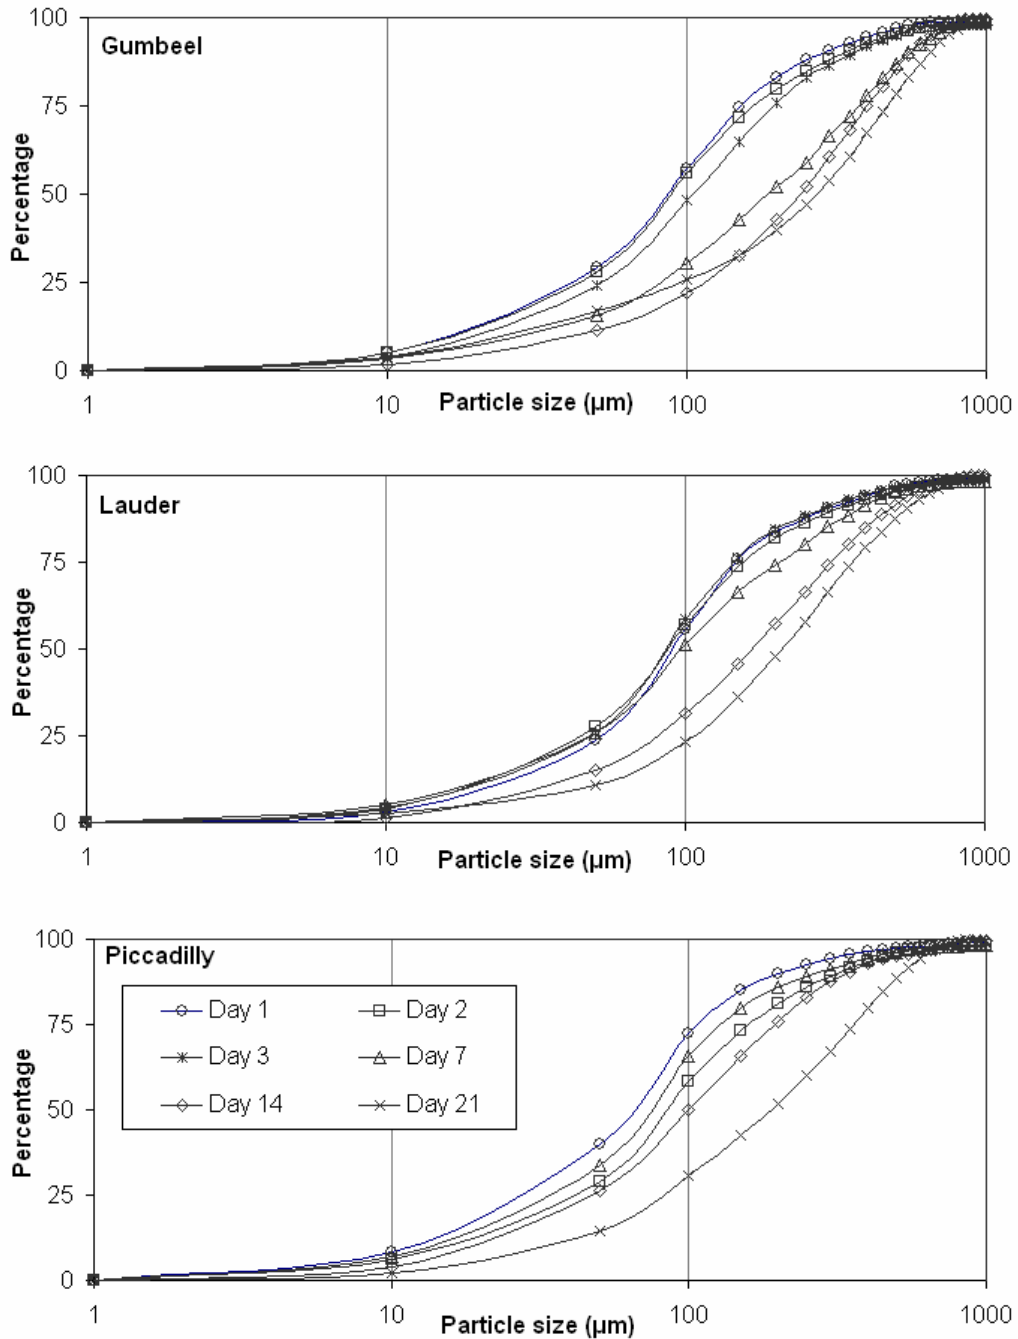 100
Gumbeel
75
50
25
0
Percentage
1 10 100 1000
Particle size (µm)
100
Lauder
75
50
25
0
Percentage
1 10 100 1000
Particle size (µm)
100
Piccadilly
75
50
25
0
Percentage
Day 1 Day 2
Day 3 Day 7
Day 14 Day 21
1 10 100 1000
Particle size (µm)